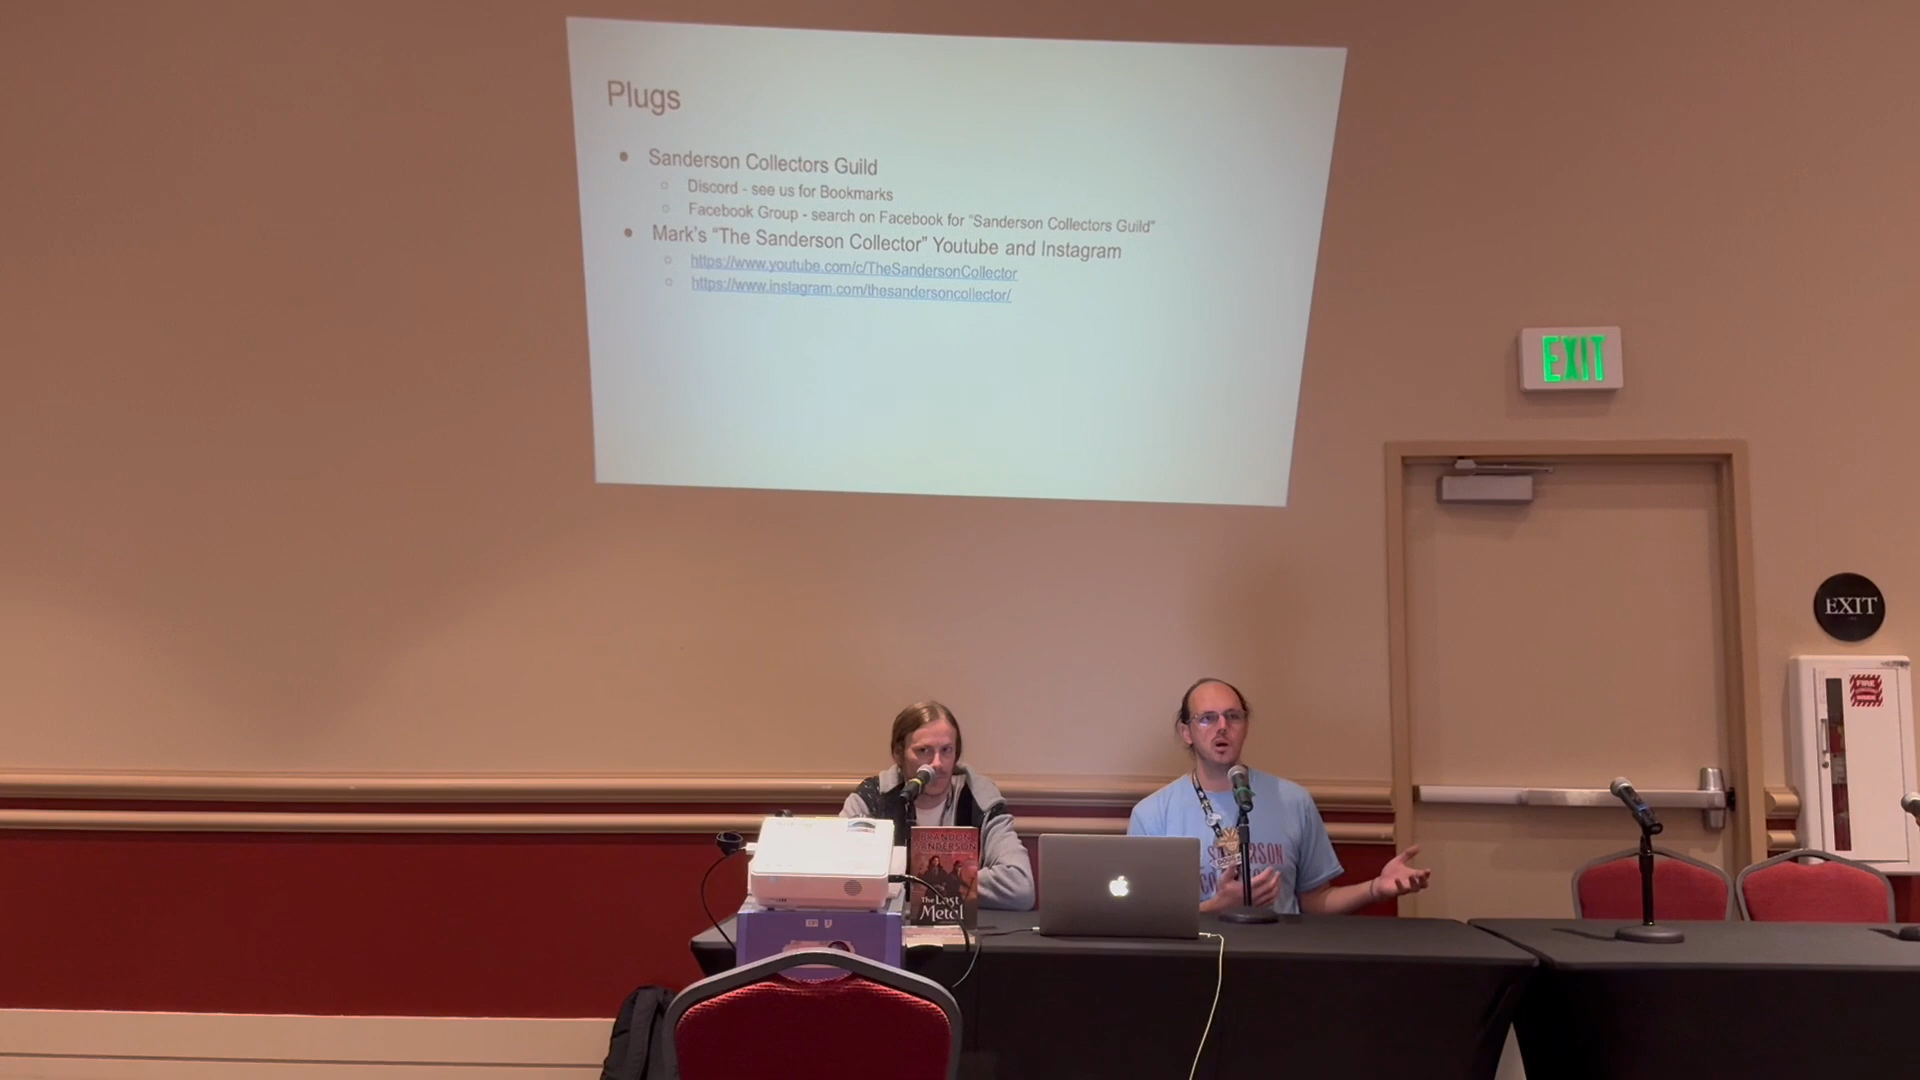 Plugs
Sanderson Collectors Guild
Discord - see us for Bookmarks
Facebook Group - search on Facebook for “Sanderson Collectors Guild”
Mark's “The Sanderson Collector” Youtube and Instagram
https://www.youtube.com/c/TheSandersonCollector
https://www.instagram.com/thesandersoncollector/
EXIT
EXIT
FIRE
BRANDON
SANDERSON
The Last
Metal